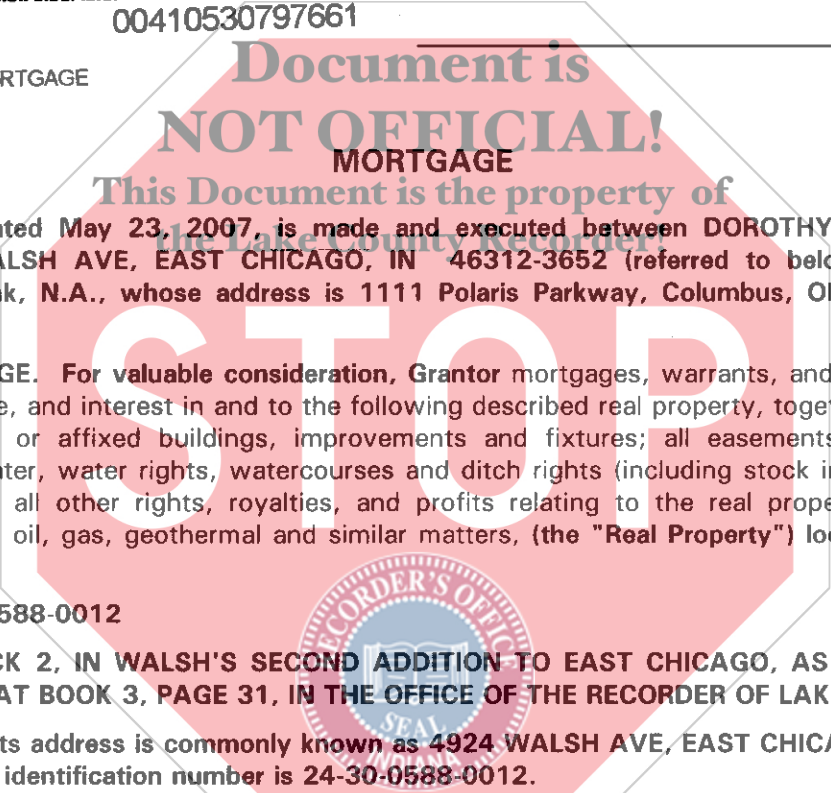 00410530797661
RTGAGE
Document is
NOT OFFICIAL!
MORTGAGE
This Document is the property of
the Lake County Recorder!
ted May 23, 2007, is made and executed between DOROTHY
ALSH AVE, EAST CHICAGO, IN 46312-3652 (referred to belo
k, N.A., whose address is 1111 Polaris Parkway, Columbus, O
GE. For valuable consideration, Grantor mortgages, warrants, and
e, and interest in and to the following described real property, toget
or affixed buildings, improvements and fixtures; all easements
ter, water rights, watercourses and ditch rights (including stock i
all other rights, royalties, and profits relating to the real prope
oil, gas, geothermal and similar matters, (the "Real Property") lo
STOP
588-0012
CK 2, IN WALSH'S SECOND ADDITION TO EAST CHICAGO, AS
AT BOOK 3, PAGE 31, IN THE OFFICE OF THE RECORDER OF LAK
ts address is commonly known as 4924 WALSH AVE, EAST CHICA
identification number is 24-30-0588-0012.
RECORDER'S OFFICE
SEAL
INDIANA